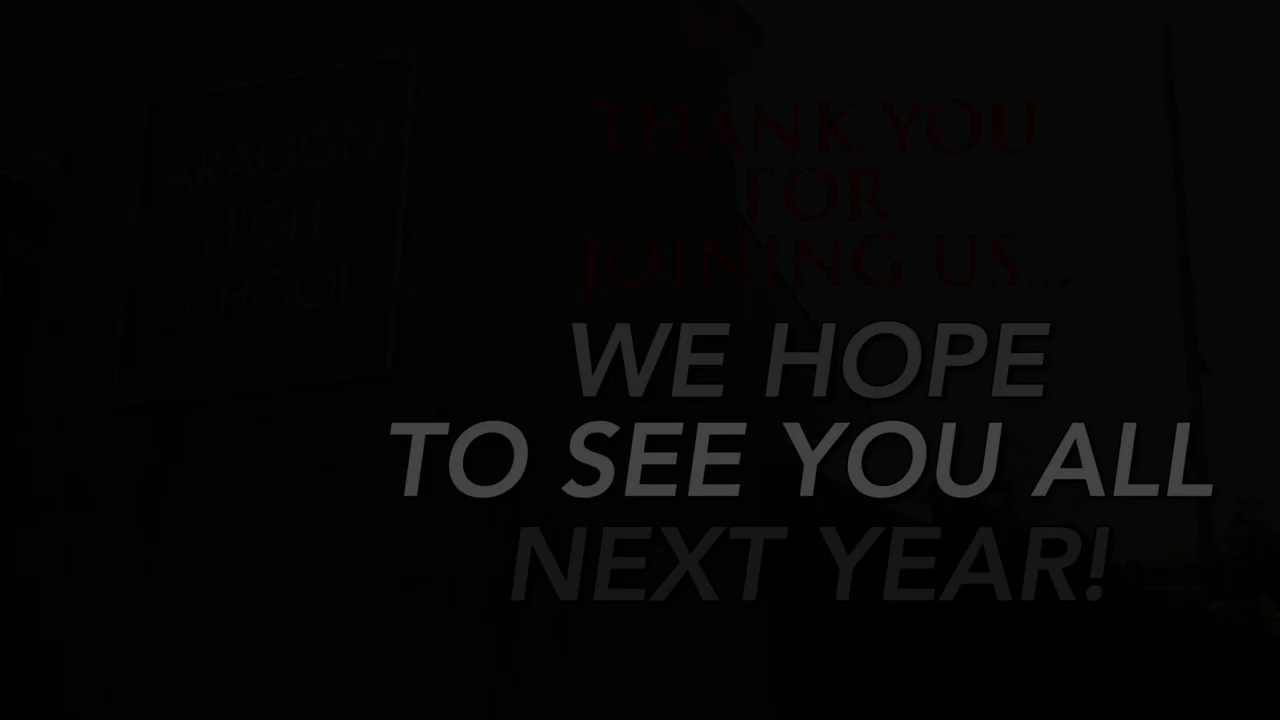 ARAGON
HIGH
SCHOOL
THANK YOU
FOR
JOINING US...
WE HOPE
TO SEE YOU ALL
NEXT YEAR!